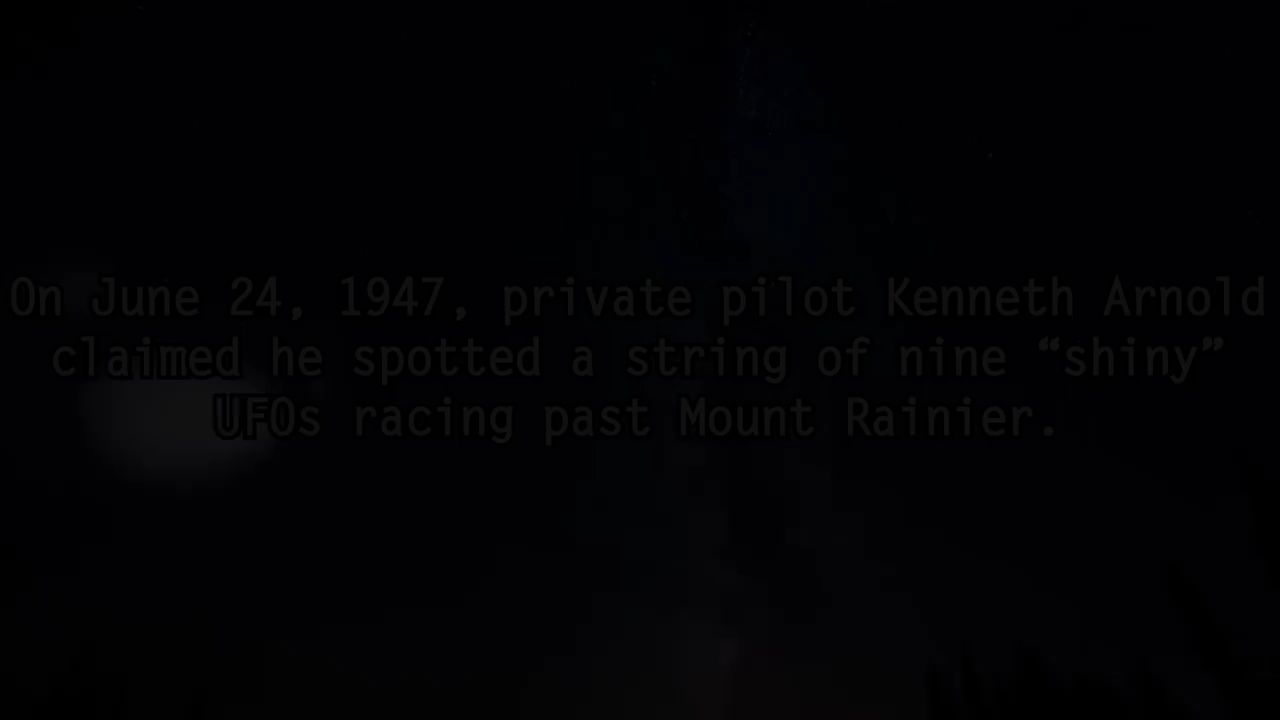 On June 24, 1947, private pilot Kenneth Arnold
claimed he spotted a string of nine “shiny”
UFOs racing past Mount Rainier.